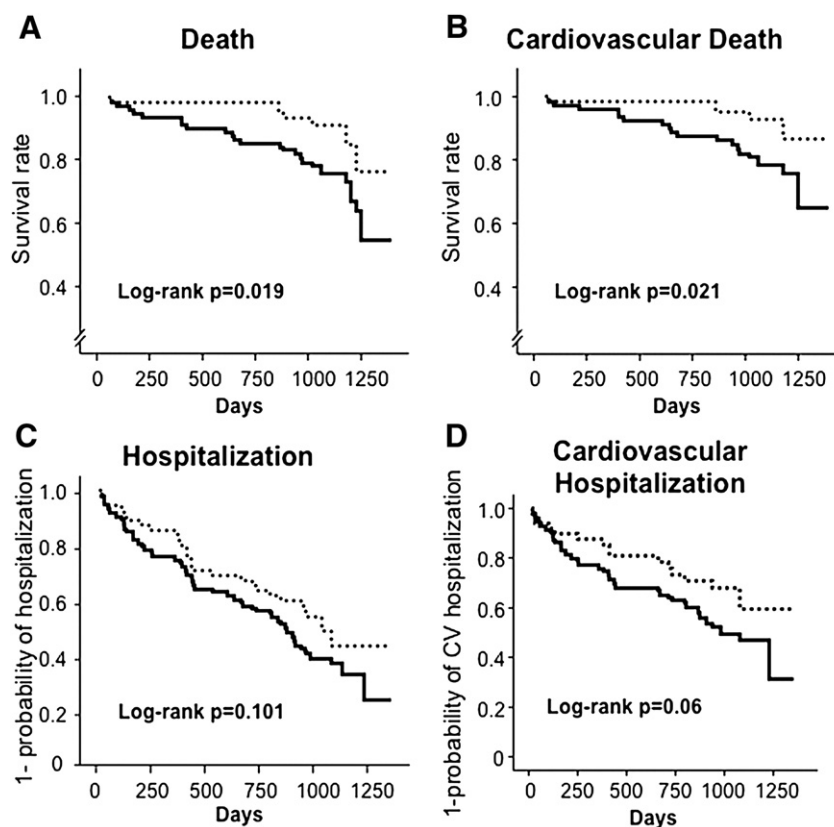 A
Death
Survival rate
1.0
0.8
0.6
0.4
Log-rank p=0.019
0 250 500 750 1000 1250
Days
B
Cardiovascular Death
Survival rate
1.0
0.8
0.6
0.4
Log-rank p=0.021
0 250 500 750 1000 1250
Days
C
Hospitalization
1- probability of hospitalization
1.0
0.8
0.6
0.4
0.2
0
Log-rank p=0.101
0 250 500 750 1000 1250
Days
D
Cardiovascular
Hospitalization
1-probability of CV hospitalization
1.0
0.8
0.6
0.4
0.2
0
Log-rank p=0.06
0 250 500 750 1000 1250
Days